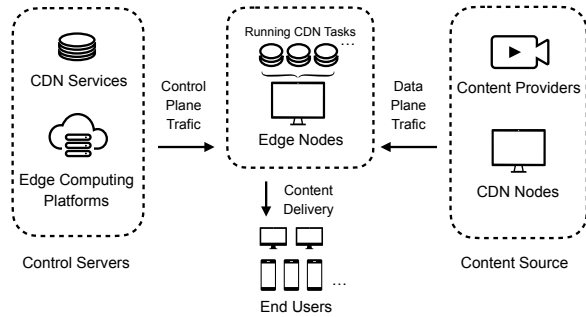 CDN Services
Edge Computing
Platforms
Control Servers
Control
Plane
Trafic
Running CDN Tasks
...
Edge Nodes
Content
Delivery
...
End Users
Data
Plane
Trafic
Content Providers
CDN Nodes
Content Source